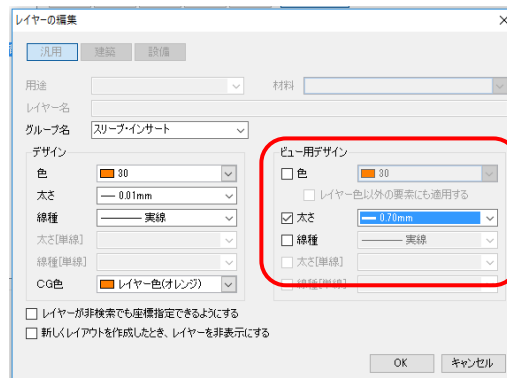 レイヤーの編集
汎用 建築 設備
用途 材料
レイヤー名
グループ名 スリーブ・インサート
デザイン ビュー用デザイン
色 30 色 30
レイヤー色以外の要素にも適用する
太さ 0.01mm 太さ 0.70mm
線種 実線 線種 実線
太さ[単線] 太さ[単線]
線種[単線] 線種[単線]
CG色 レイヤー色(オレンジ)
レイヤーが非検索でも座標指定できるようにする
新しくレイアウトを作成したとき、レイヤーを非表示にする
OK キャンセル